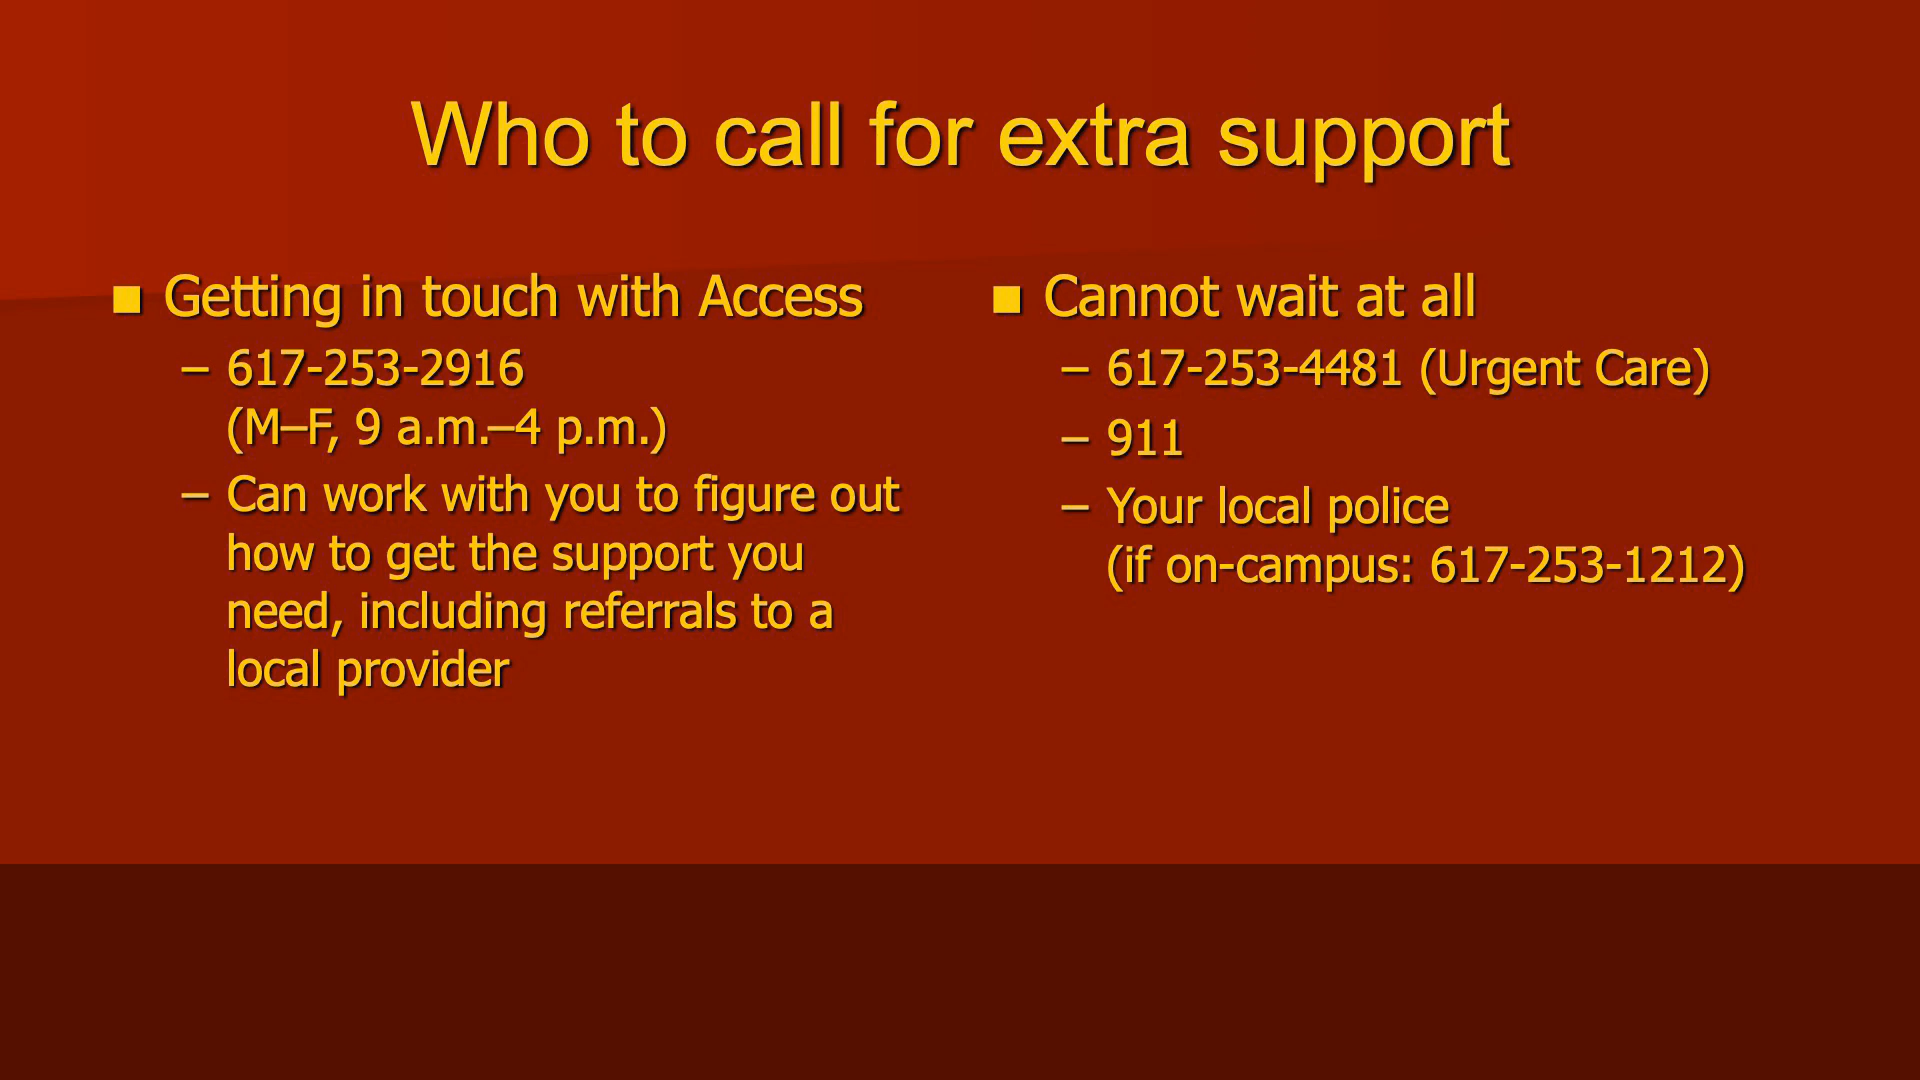 Who to call for extra support
■ Getting in touch with Access
– 617-253-2916
(M–F, 9 a.m.–4 p.m.)
– Can work with you to figure out
how to get the support you
need, including referrals to a
local provider
■ Cannot wait at all
– 617-253-4481 (Urgent Care)
– 911
– Your local police
(if on-campus: 617-253-1212)